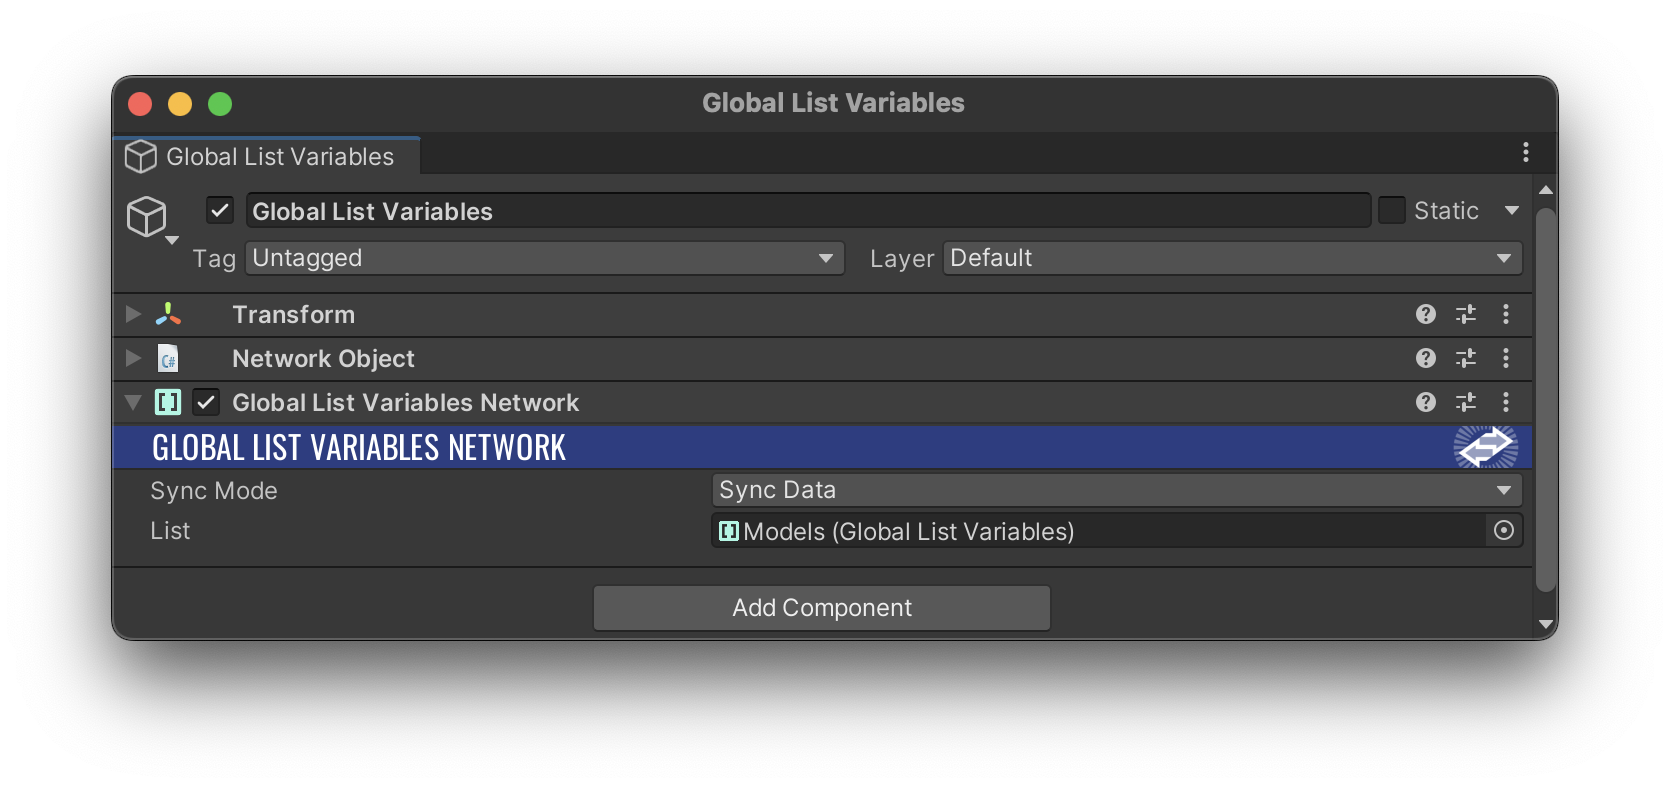 Global List Variables
Global List Variables
Global List Variables Static
Tag Untagged Layer Default
Transform
Network Object
C#
Global List Variables Network
GLOBAL LIST VARIABLES NETWORK
Sync Mode Sync Data
List Models (Global List Variables)
Add Component